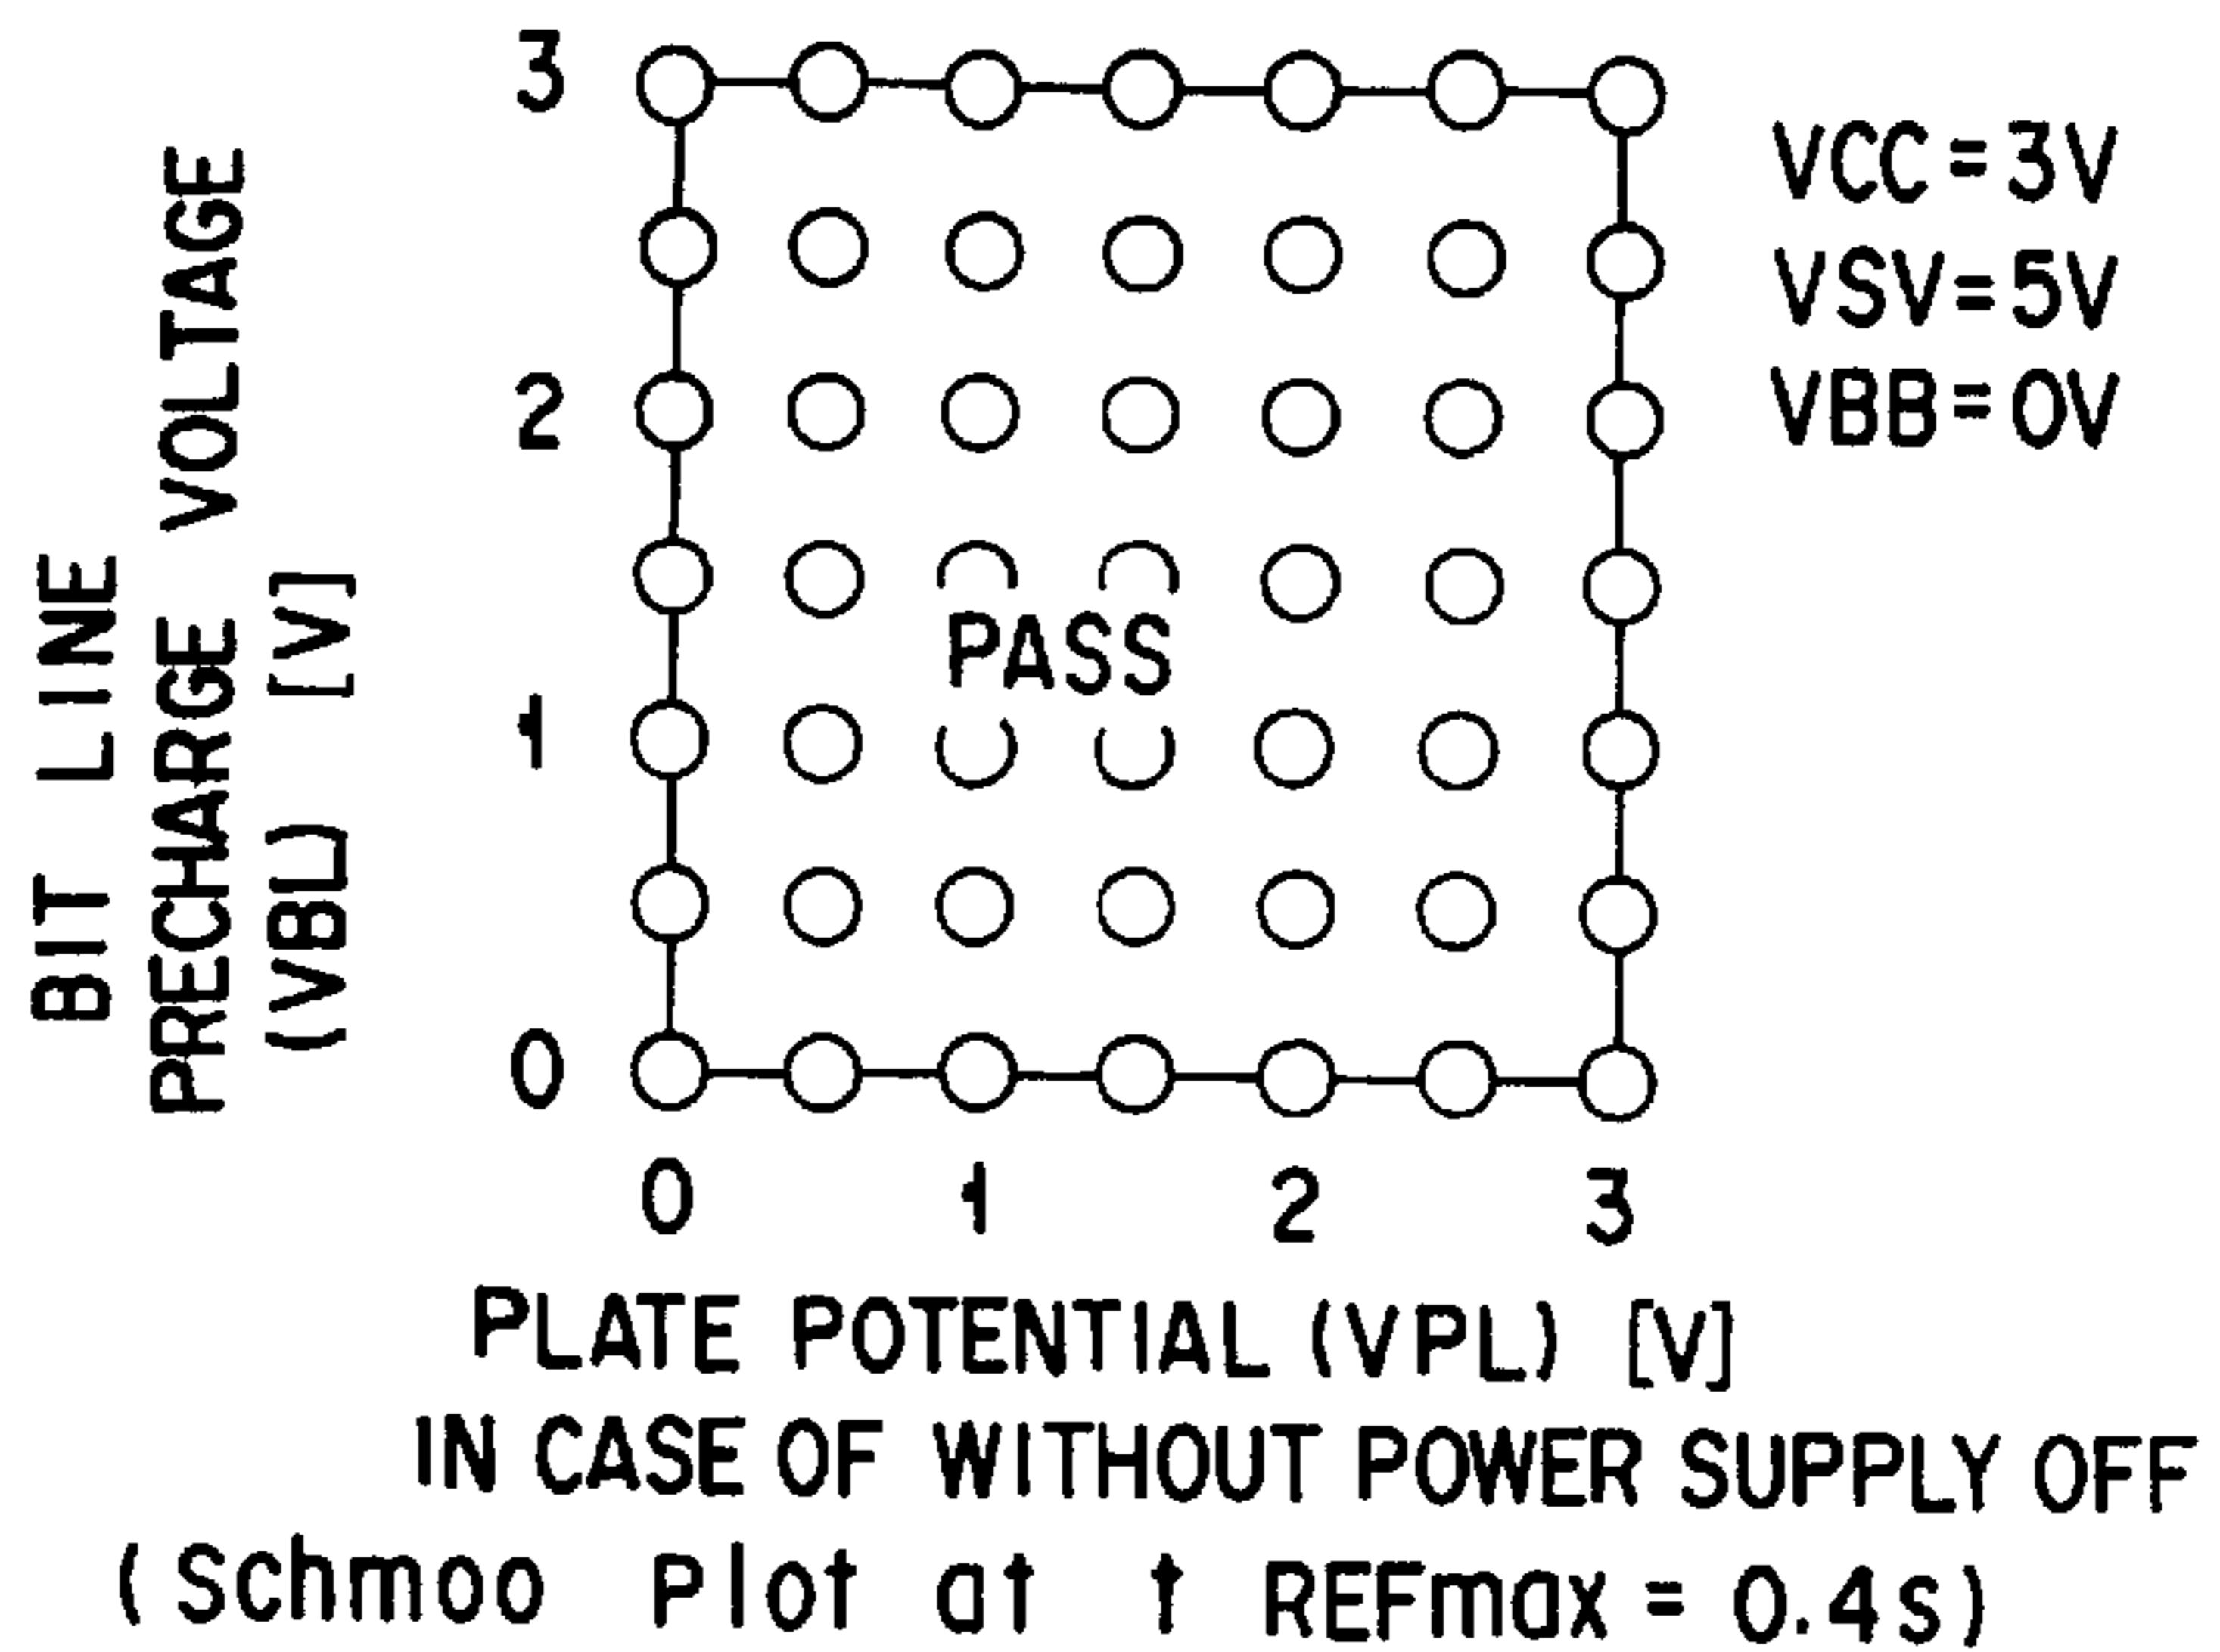 BIT LINE
PRECHARGE VOLTAGE
(VBL) [V]
3
2
1
0
PASS
VCC=3V
VSV=5V
VBB=0V
0 1 2 3
PLATE POTENTIAL (VPL) [V]
IN CASE OF WITHOUT POWER SUPPLY OFF
(Schmoo Plot at t REFmax = 0.4s)